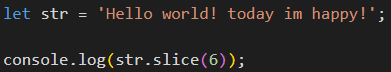 let str = 'Hello world! today im happy!';
console.log(str.slice(6));